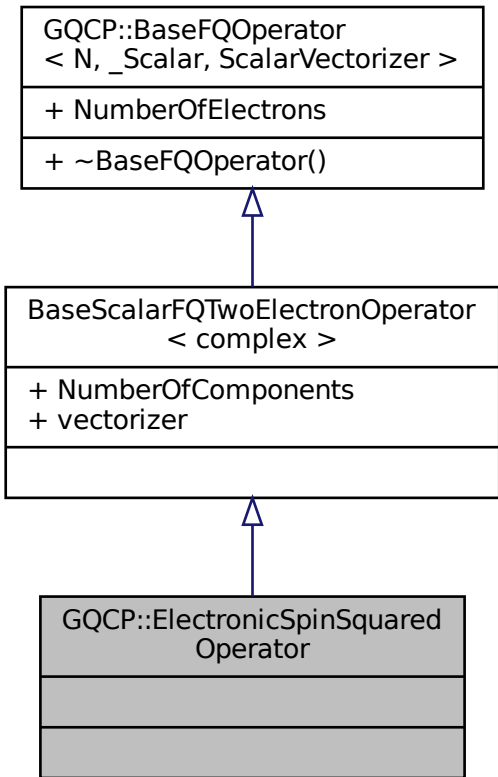 GQCP::BaseFQOperator
< N, _Scalar, ScalarVectorizer >
+ NumberOfElectrons
+ ~BaseFQOperator()
BaseScalarFQTwoElectronOperator
< complex >
+ NumberOfComponents
+ vectorizer
GQCP::ElectronicSpinSquared
Operator